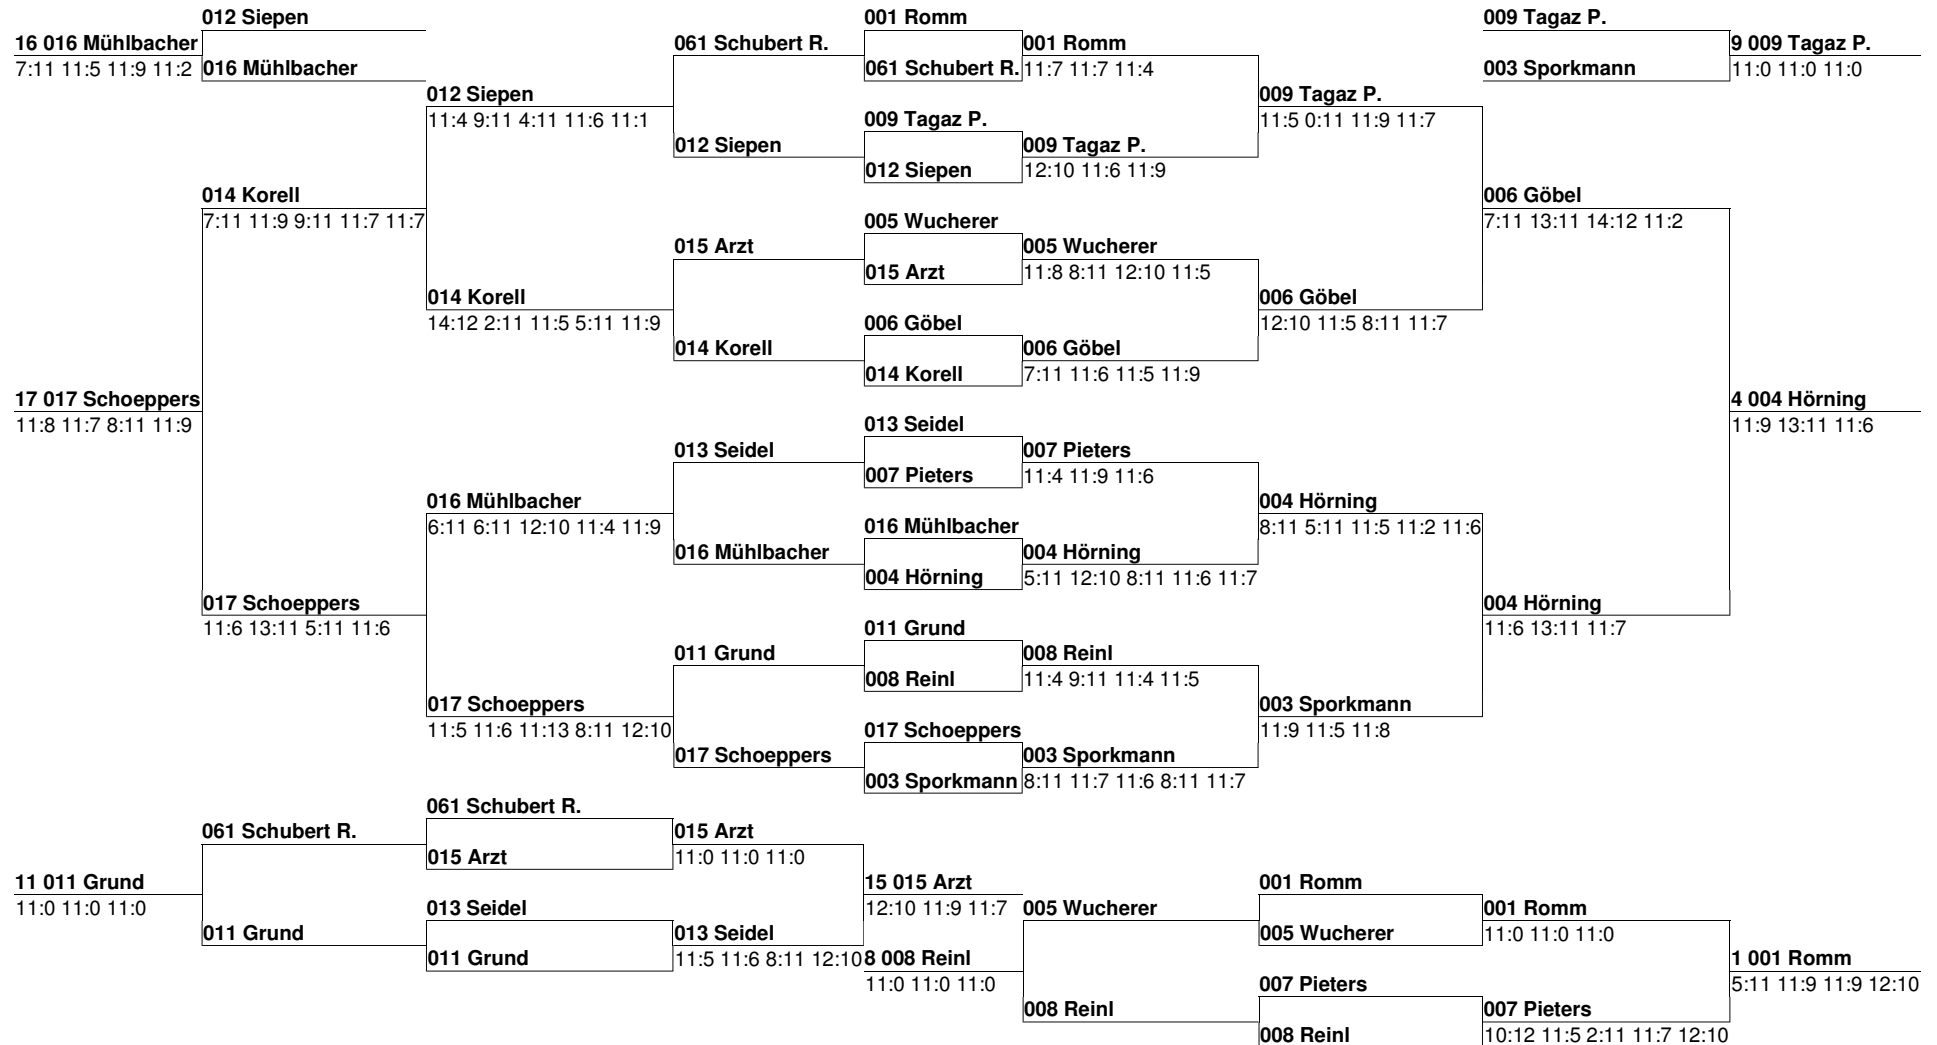 012 Siepen
001 Romm
009 Tagaz P.
16 016 Mühlbacher
061 Schubert R.
001 Romm
9 009 Tagaz P.
7:11 11:5 11:9 11:2
016 Mühlbacher
061 Schubert R.
11:7 11:7 11:4
003 Sporkmann
11:0 11:0 11:0
012 Siepen
009 Tagaz P.
11:4 9:11 4:11 11:6 11:1
009 Tagaz P.
11:5 0:11 11:9 11:7
012 Siepen
009 Tagaz P.
012 Siepen
12:10 11:6 11:9
014 Korell
006 Göbel
7:11 11:9 9:11 11:7 11:7
005 Wucherer
7:11 13:11 14:12 11:2
015 Arzt
005 Wucherer
015 Arzt
11:8 8:11 12:10 11:5
014 Korell
006 Göbel
14:12 2:11 11:5 5:11 11:9
006 Göbel
12:10 11:5 8:11 11:7
014 Korell
006 Göbel
014 Korell
7:11 11:6 11:5 11:9
17 017 Schoeppers
4 004 Hörning
11:8 11:7 8:11 11:9
013 Seidel
11:9 13:11 11:6
013 Seidel
007 Pieters
007 Pieters
11:4 11:9 11:6
016 Mühlbacher
004 Hörning
6:11 6:11 12:10 11:4 11:9
016 Mühlbacher
8:11 5:11 11:5 11:2 11:6
016 Mühlbacher
004 Hörning
004 Hörning
5:11 12:10 8:11 11:6 11:7
017 Schoeppers
004 Hörning
11:6 13:11 5:11 11:6
011 Grund
11:6 13:11 11:7
011 Grund
008 Reinl
008 Reinl
11:4 9:11 11:4 11:5
017 Schoeppers
003 Sporkmann
11:5 11:6 11:13 8:11 12:10
017 Schoeppers
11:9 11:5 11:8
017 Schoeppers
003 Sporkmann
003 Sporkmann
8:11 11:7 11:6 8:11 11:7
061 Schubert R.
061 Schubert R.
015 Arzt
015 Arzt
11:0 11:0 11:0
11 011 Grund
15 015 Arzt
001 Romm
11:0 11:0 11:0
013 Seidel
12:10 11:9 11:7
005 Wucherer
001 Romm
011 Grund
013 Seidel
005 Wucherer
11:0 11:0 11:0
011 Grund
11:5 11:6 8:11 12:10
8 008 Reinl
1 001 Romm
11:0 11:0 11:0
007 Pieters
5:11 11:9 11:9 12:10
008 Reinl
007 Pieters
008 Reinl
10:12 11:5 2:11 11:7 12:10